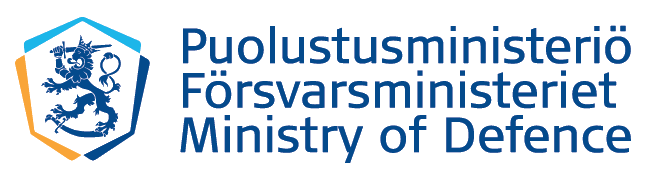 Puolustusministeriö
Försvarsministeriet
Ministry of Defence